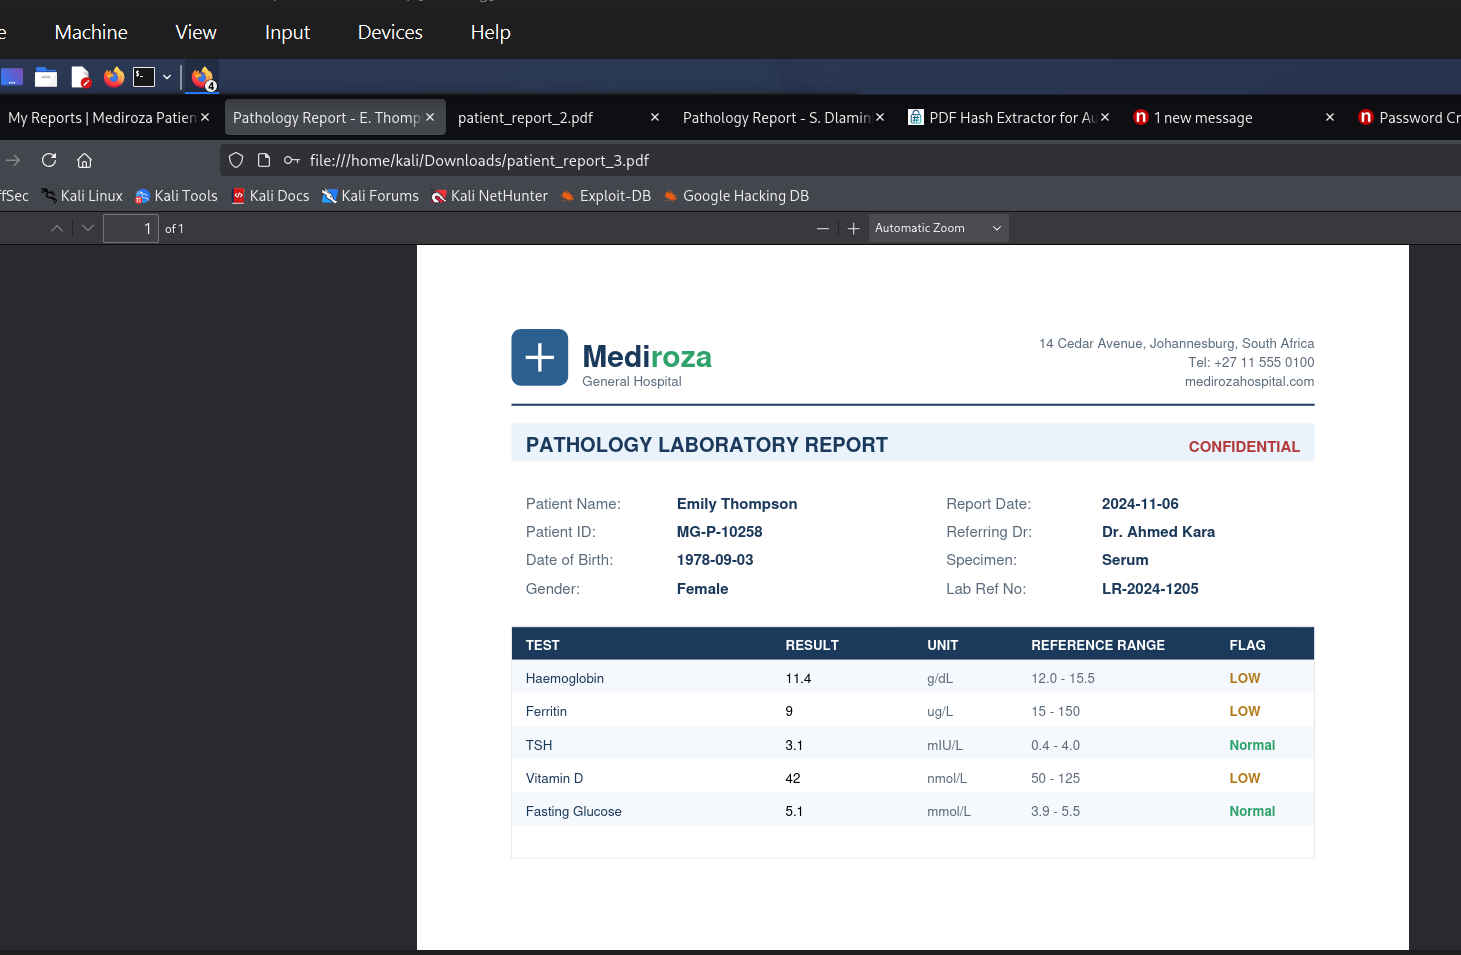 Machine View Input Devices Help
4
My Reports | Mediroza Patien Pathology Report - E. Thomp patient_report_2.pdf Pathology Report - S. Dlamin PDF Hash Extractor for Au 1 new message Password Cr
file:///home/kali/Downloads/patient_report_3.pdf
Kali Linux Kali Tools Kali Docs Kali Forums Kali NetHunter Exploit-DB Google Hacking DB
1 of 1 Automatic Zoom
Mediroza
General Hospital
14 Cedar Avenue, Johannesburg, South Africa
Tel: +27 11 555 0100
medirozahospital.com
PATHOLOGY LABORATORY REPORT CONFIDENTIAL
Patient Name: Emily Thompson Report Date: 2024-11-06
Patient ID: MG-P-10258 Referring Dr: Dr. Ahmed Kara
Date of Birth: 1978-09-03 Specimen: Serum
Gender: Female Lab Ref No: LR-2024-1205
TEST RESULT UNIT REFERENCE RANGE FLAG
Haemoglobin 11.4 g/dL 12.0 - 15.5 LOW
Ferritin 9 ug/L 15 - 150 LOW
TSH 3.1 mIU/L 0.4 - 4.0 Normal
Vitamin D 42 nmol/L 50 - 125 LOW
Fasting Glucose 5.1 mmol/L 3.9 - 5.5 Normal